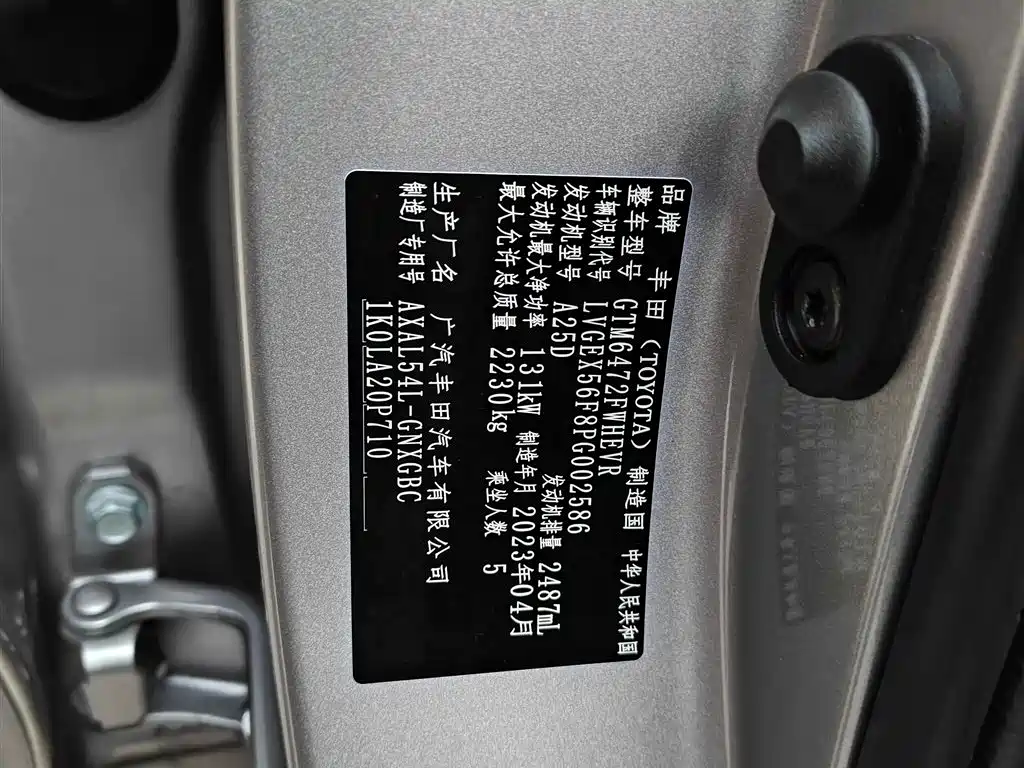 品牌 丰田（TOYOTA） 制造国 中华人民共和国
整车型号 GTM6472FWHEVR
车辆识别代号 LVGEX56F8PG002586
发动机型号 A25D 发动机排量 2487mL
发动机最大净功率 131kW 制造年月 2023年04月
最大允许总质量 2230kg 乘坐人数 5
生产厂名 广汽丰田汽车有限公司
制造厂专用号 AXAL54L-GNXGBC
1K0LA20P710